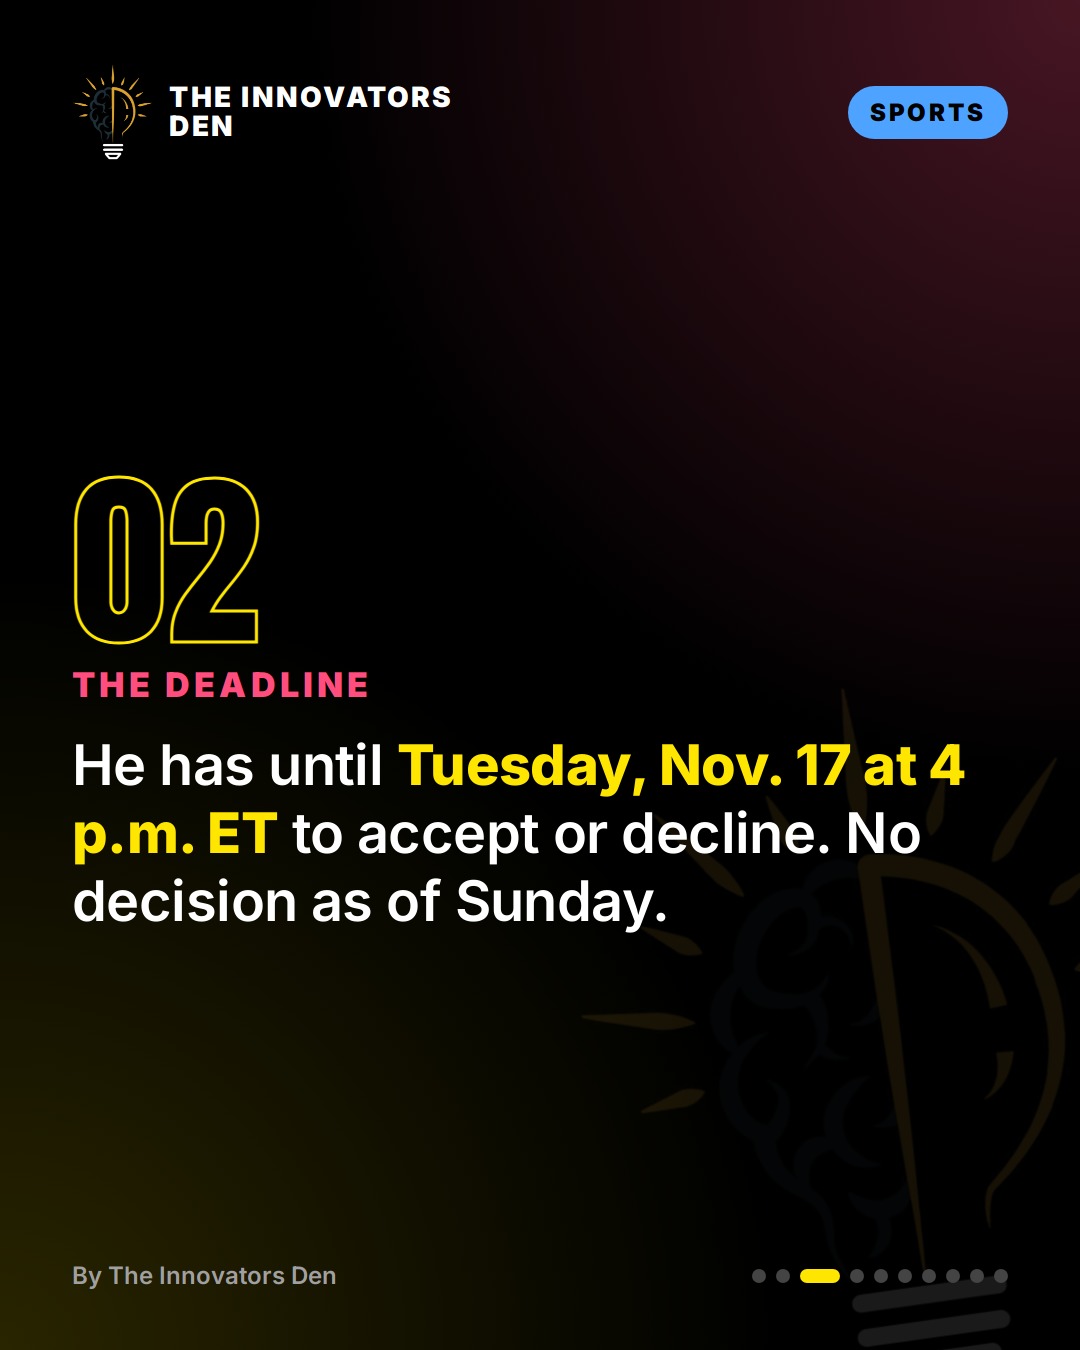 THE INNOVATORS
DEN
SPORTS
02
THE DEADLINE
He has until Tuesday, Nov. 17 at 4
p.m. ET to accept or decline. No
decision as of Sunday.
By The Innovators Den